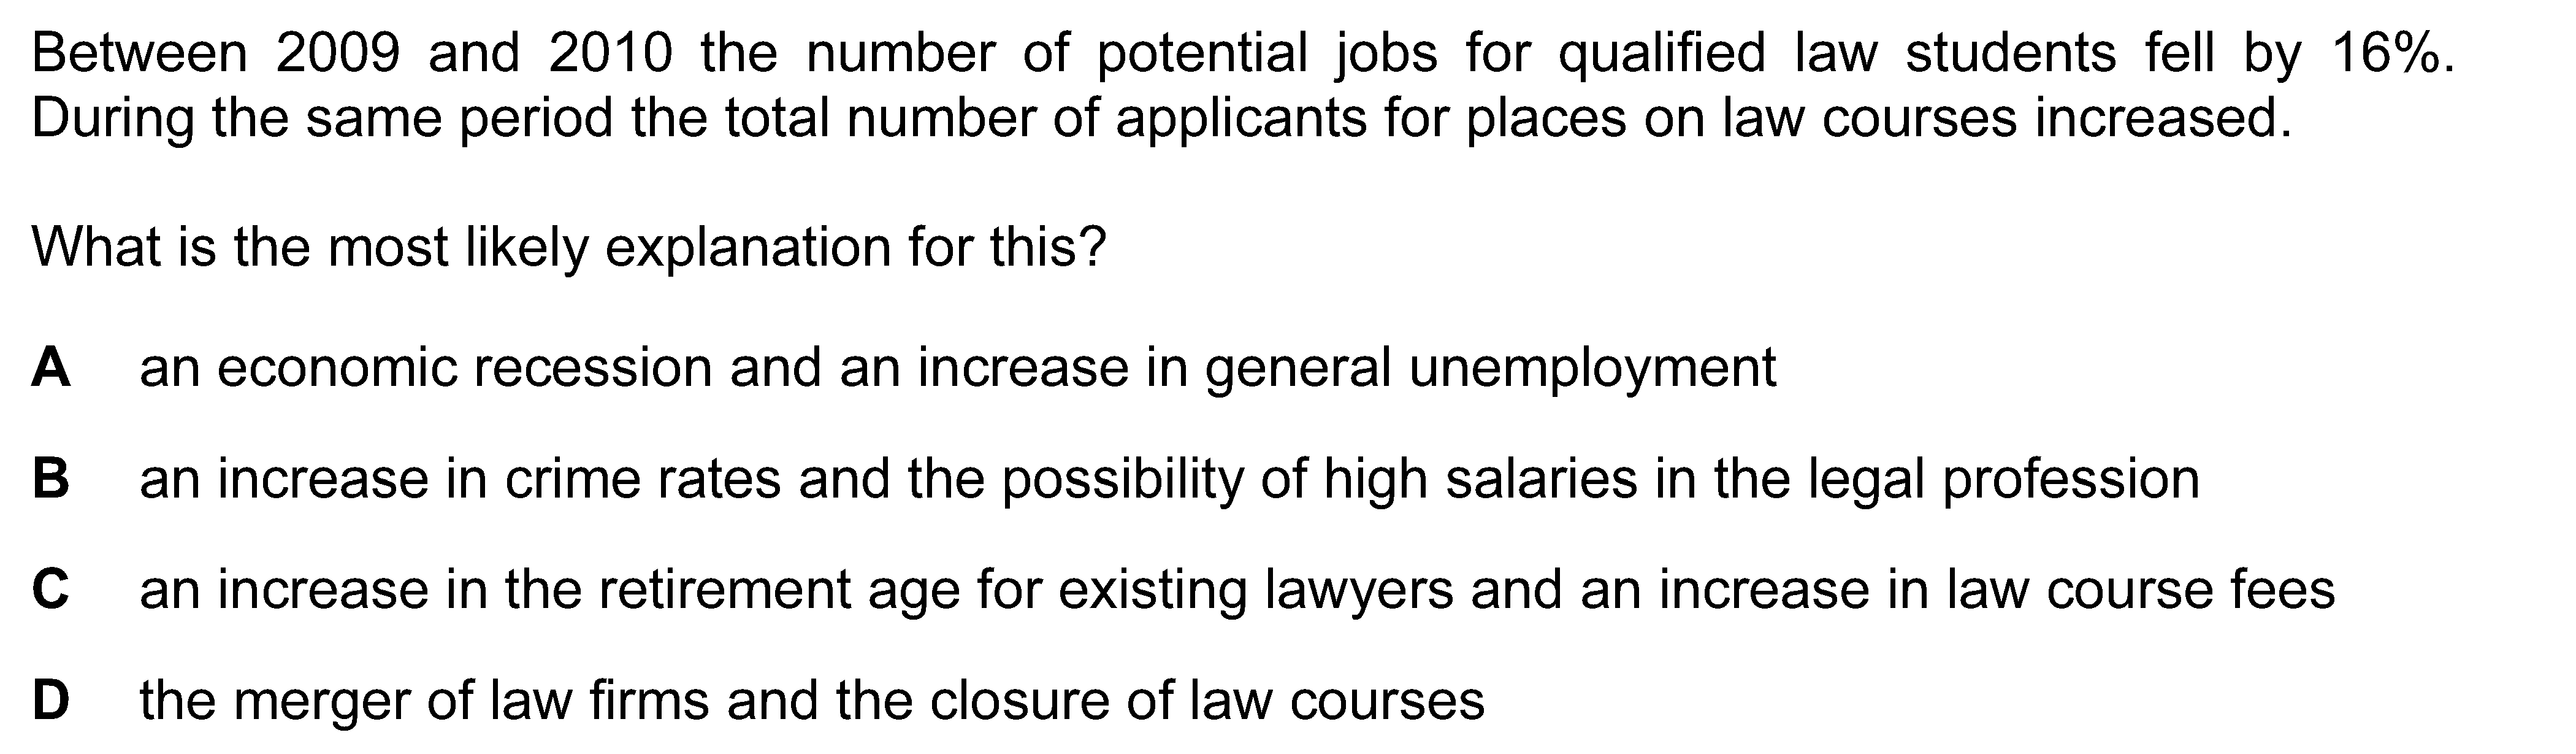 Between 2009 and 2010 the number of potential jobs for qualified law students fell by 16%.
During the same period the total number of applicants for places on law courses increased.
What is the most likely explanation for this?
A an economic recession and an increase in general unemployment
B an increase in crime rates and the possibility of high salaries in the legal profession
C an increase in the retirement age for existing lawyers and an increase in law course fees
D the merger of law firms and the closure of law courses